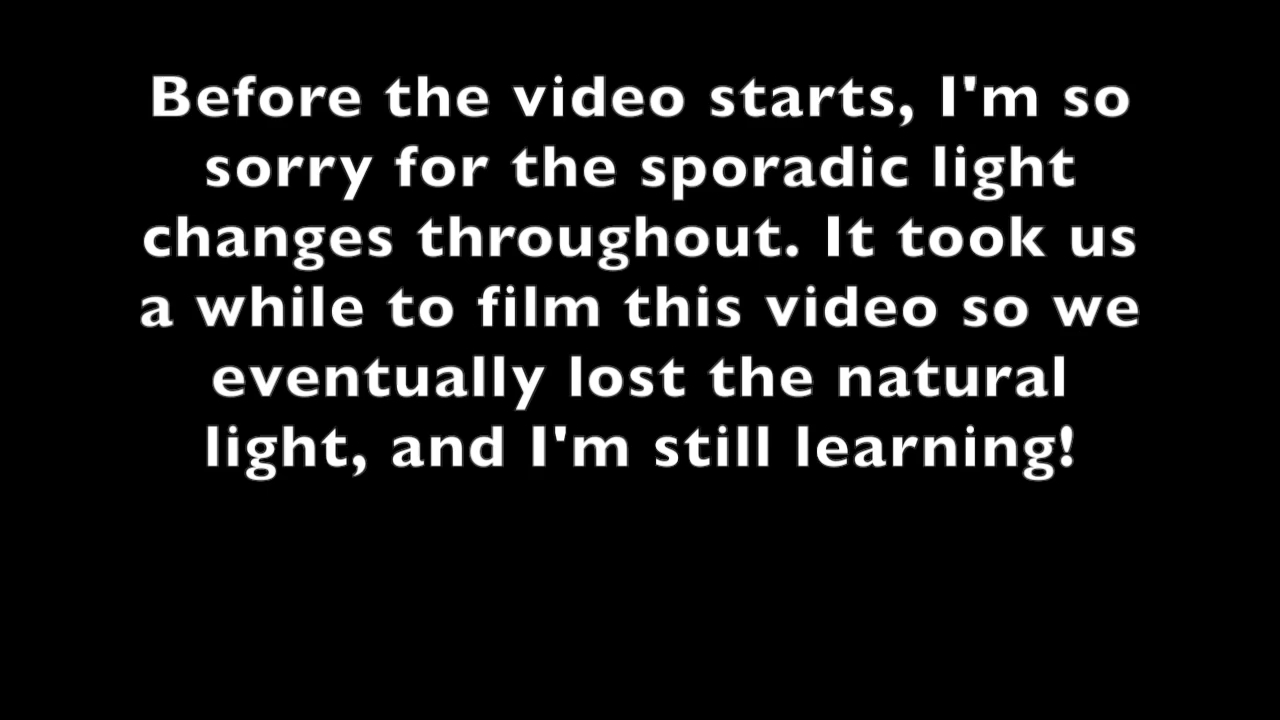 Before the video starts, I'm so
sorry for the sporadic light
changes throughout. It took us
a while to film this video so we
eventually lost the natural
light, and I'm still learning!